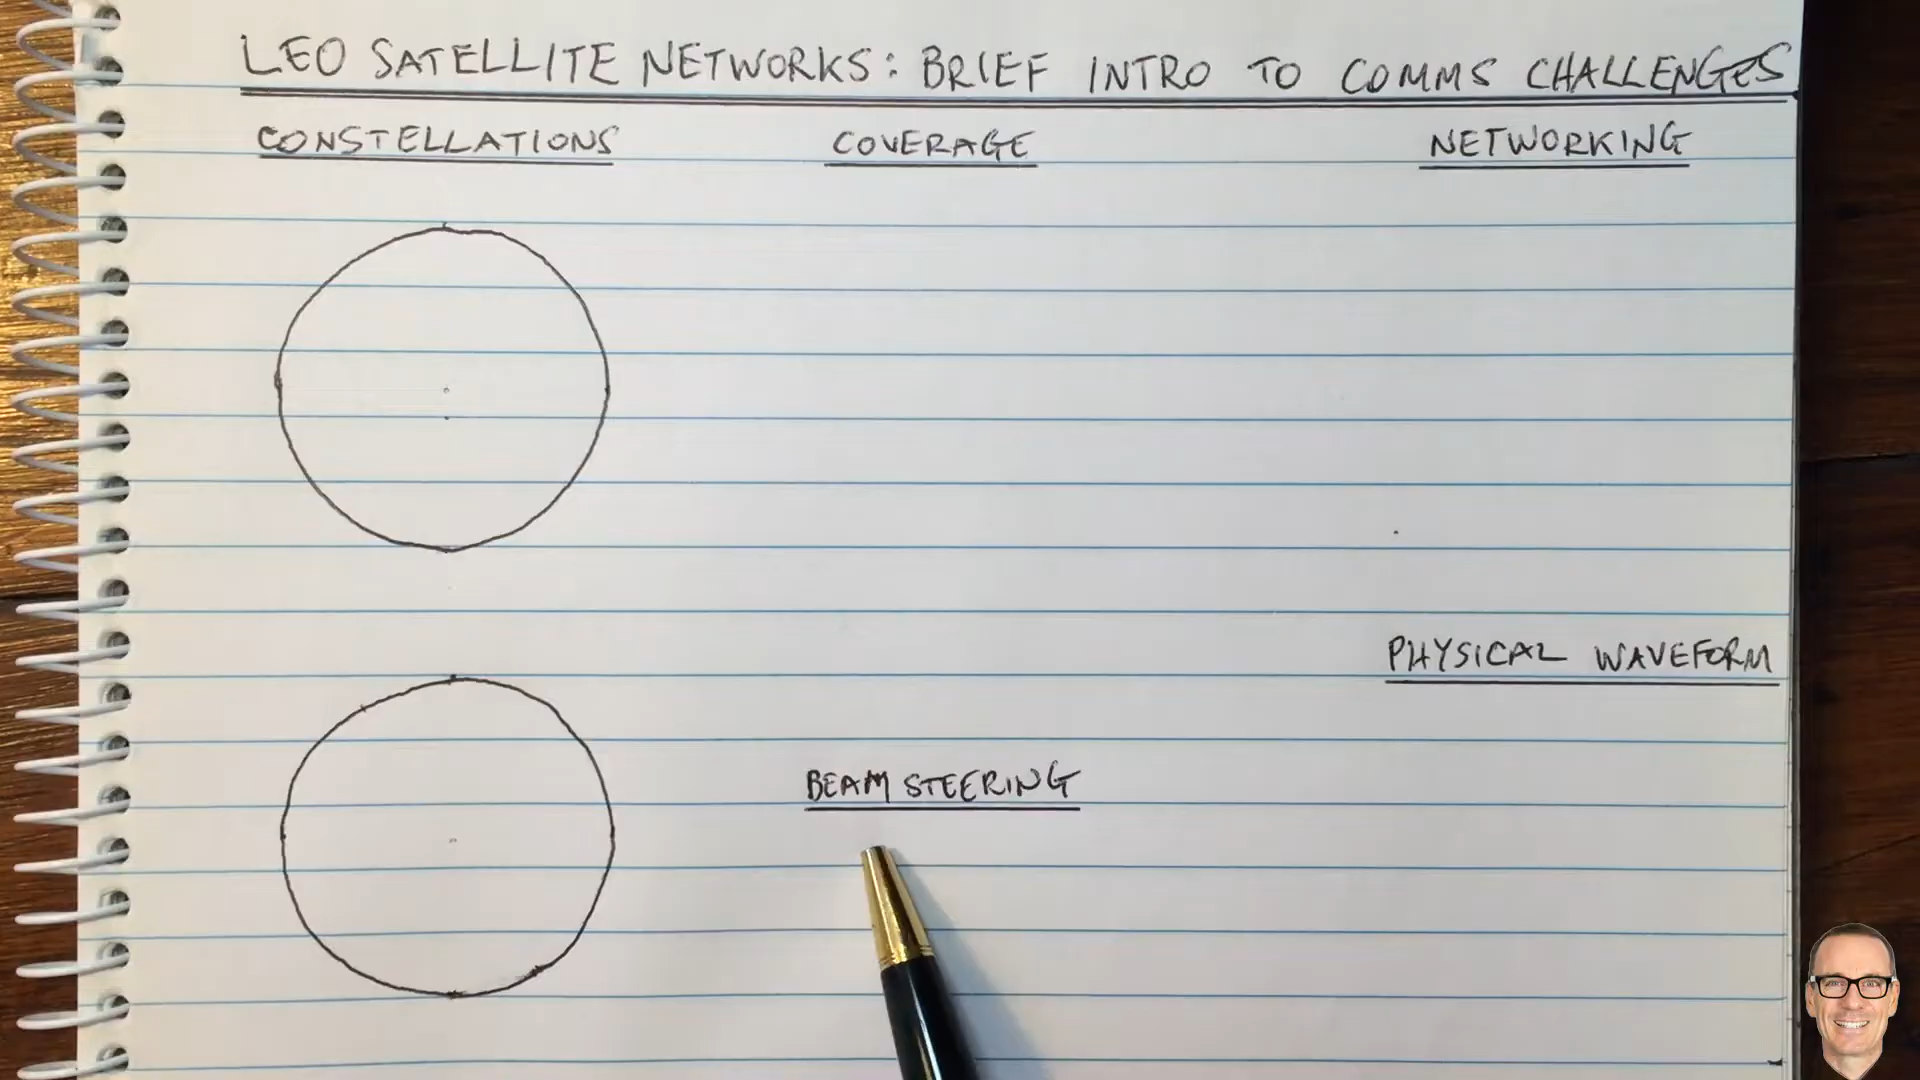 LEO SATELLITE NETWORKS: BRIEF INTRO TO COMMS CHALLENGES
CONSTELLATIONS
COVERAGE
NETWORKING
PHYSICAL WAVEFORM
BEAM STEERING